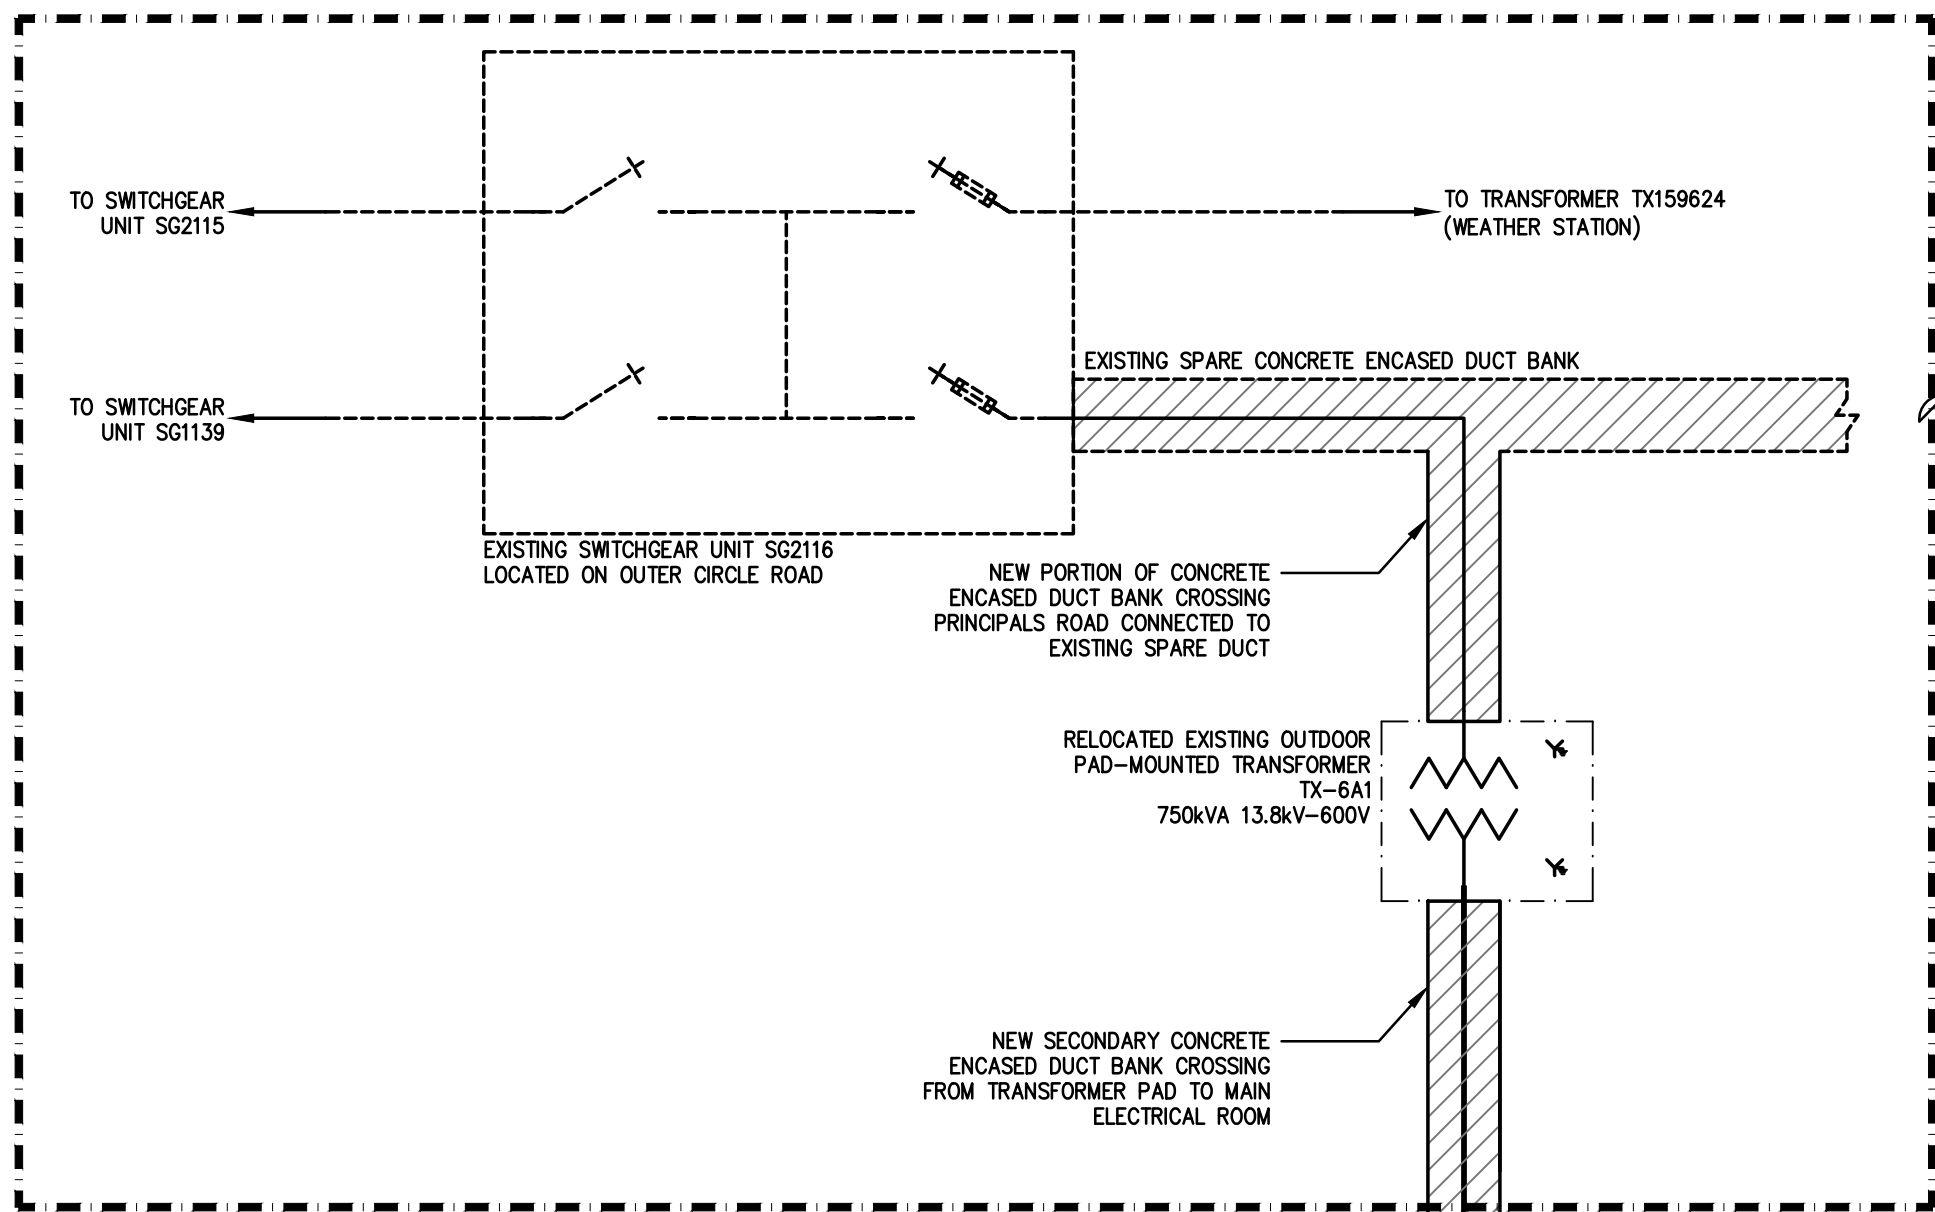 TO SWITCHGEAR
UNIT SG2115
TO TRANSFORMER TX159624
(WEATHER STATION)
EXISTING SPARE CONCRETE ENCASED DUCT BANK
TO SWITCHGEAR
UNIT SG1139
EXISTING SWITCHGEAR UNIT SG2116
LOCATED ON OUTER CIRCLE ROAD
NEW PORTION OF CONCRETE
ENCASED DUCT BANK CROSSING
PRINCIPALS ROAD CONNECTED TO
EXISTING SPARE DUCT
RELOCATED EXISTING OUTDOOR
PAD-MOUNTED TRANSFORMER
TX-6A1
750kVA 13.8kV-600V
NEW SECONDARY CONCRETE
ENCASED DUCT BANK CROSSING
FROM TRANSFORMER PAD TO MAIN
ELECTRICAL ROOM